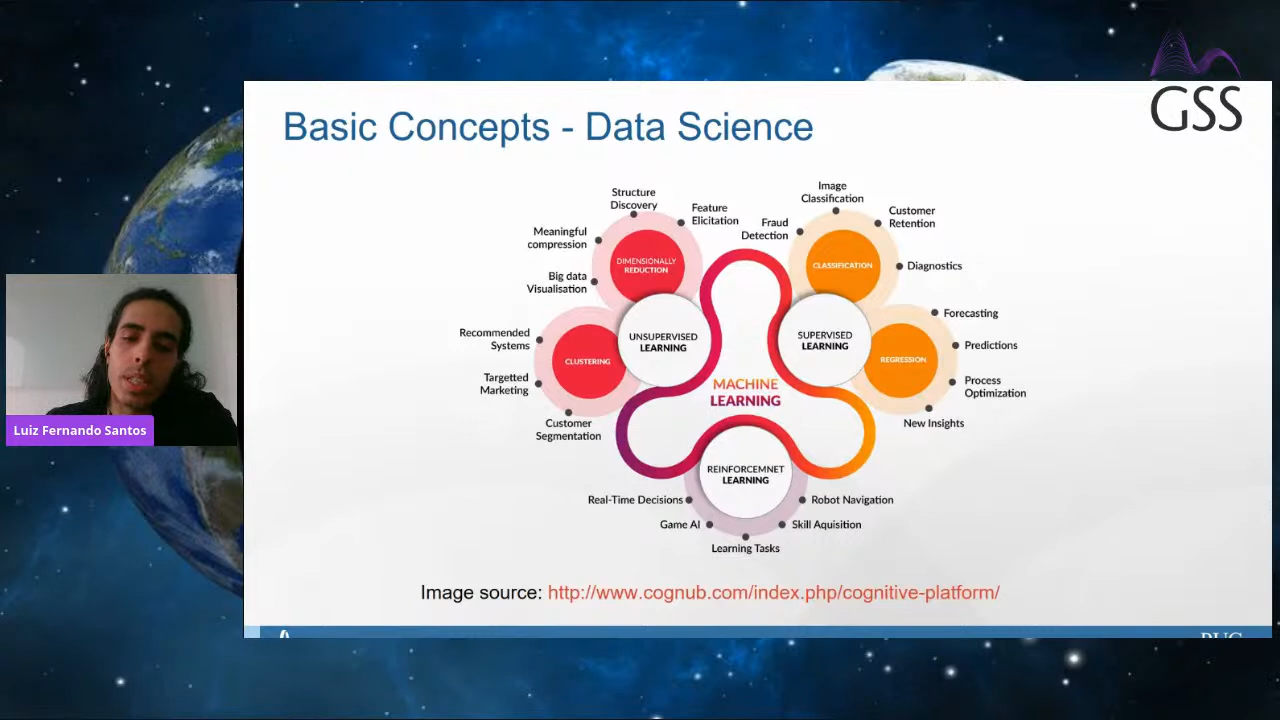 GSS
Basic Concepts - Data Science
Structure
Discovery
Feature
Elicitation
Meaningful
compression
Big data
Visualisation
DIMENSIONALLY
REDUCTION
Recommended
Systems
Targetted
Marketing
Customer
Segmentation
CLUSTERING
UNSUPERVISED
LEARNING
Image
Classification
Fraud
Detection
Customer
Retention
Diagnostics
CLASSIFICATION
SUPERVISED
LEARNING
REGRESSION
Forecasting
Predictions
Process
Optimization
New Insights
MACHINE
LEARNING
REINFORCEMNET
LEARNING
Real-Time Decisions
Robot Navigation
Game AI
Skill Aquisition
Learning Tasks
Luiz Fernando Santos
Image source: http://www.cognub.com/index.php/cognitive-platform/